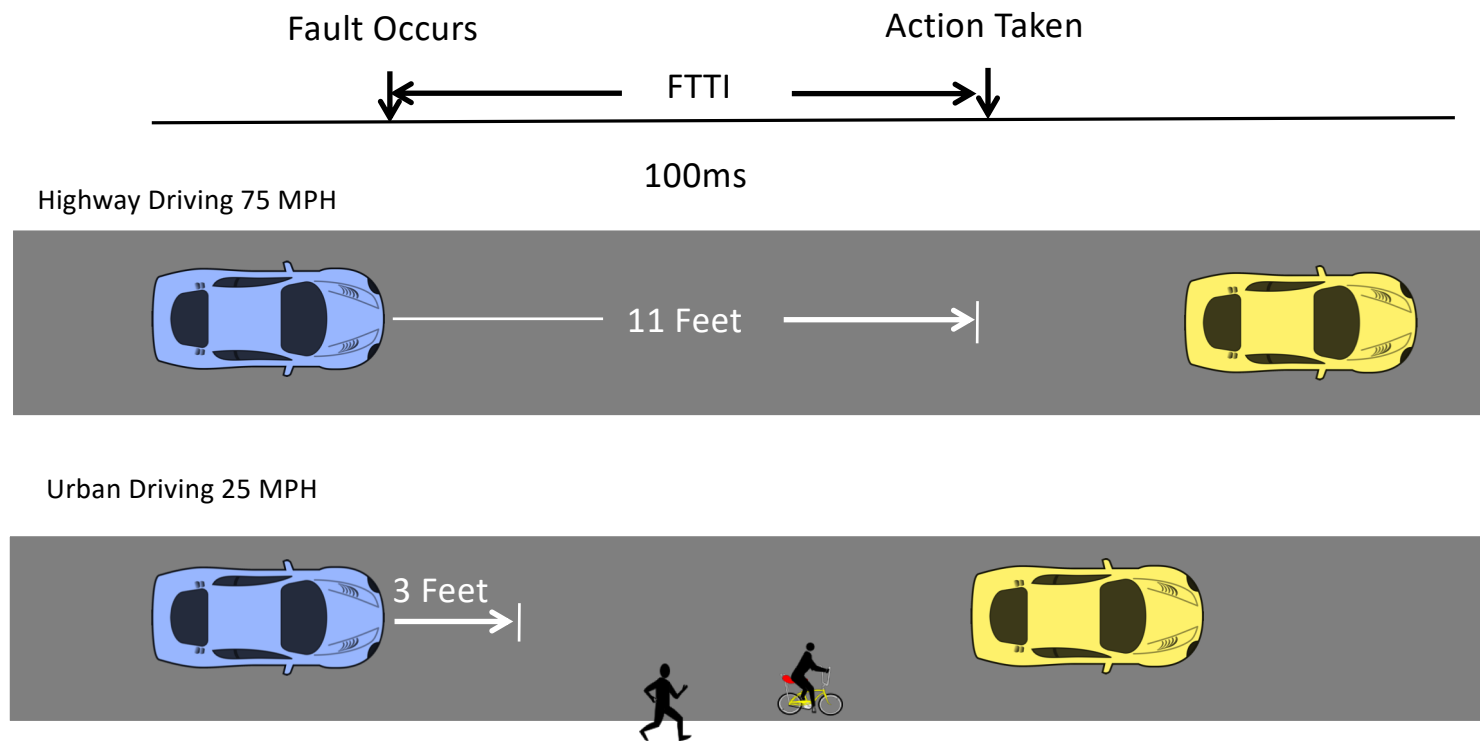 Fault Occurs
Action Taken
FTTI
100ms
Highway Driving 75 MPH
11 Feet
Urban Driving 25 MPH
3 Feet